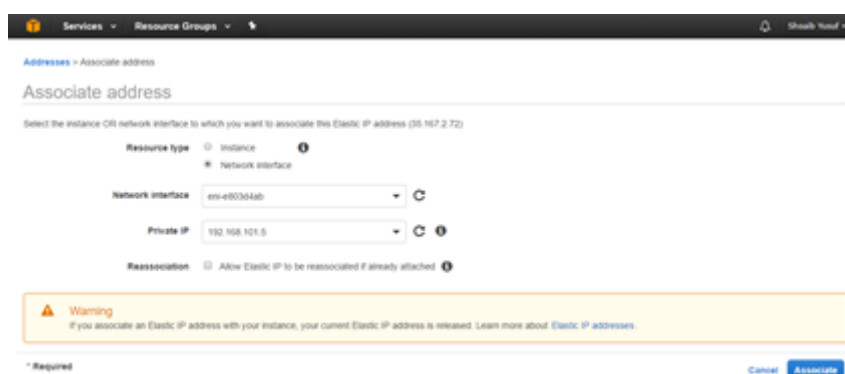 Services Resource Groups
Shoaib Yusuf
Addresses > Associate address
Associate address
Select the instance OR network interface to which you want to associate this Elastic IP address (35.167.2.72)
Resource type Instance
Network interface
Network interface eni-e803d4ab
Private IP 192.168.101.5
Reassociation Allow Elastic IP to be reassociated if already attached
Warning
If you associate an Elastic IP address with your instance, your current Elastic IP address is released. Learn more about Elastic IP addresses.
* Required
Cancel Associate